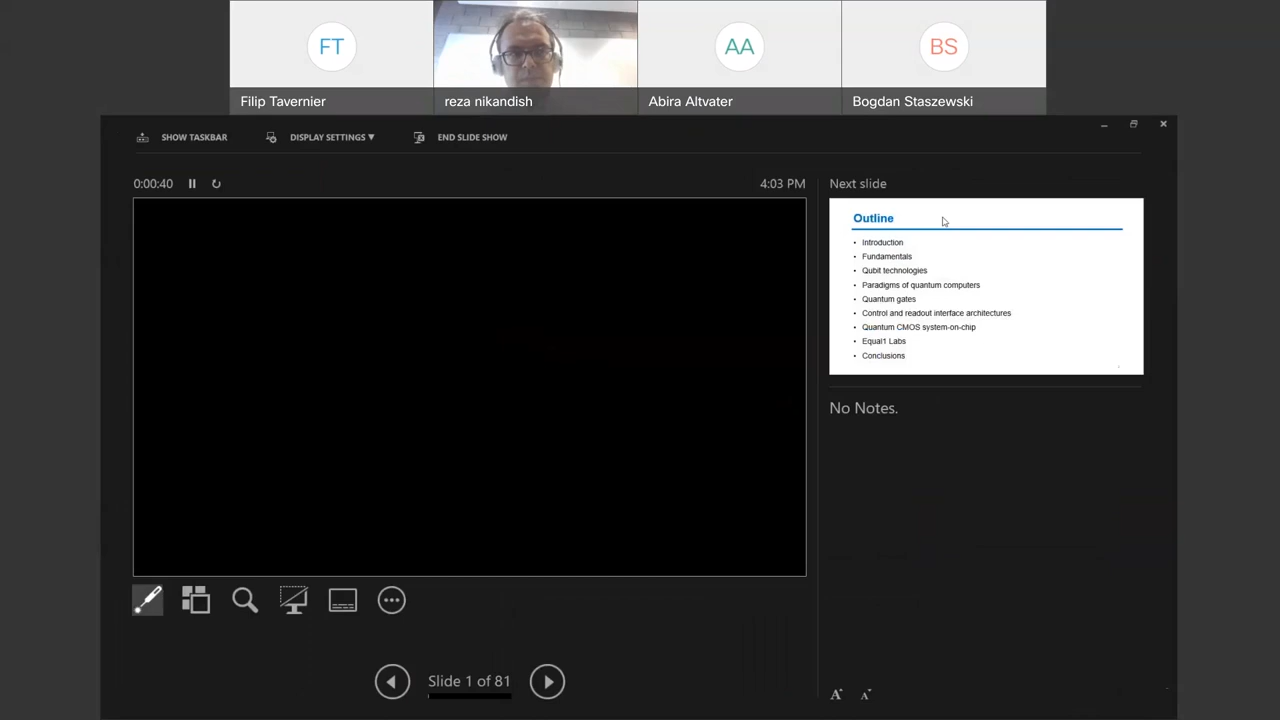 FT
AA
BS
Filip Tavernier
reza nikandish
Abira Altvater
Bogdan Staszewski
SHOW TASKBAR
DISPLAY SETTINGS ▼
END SLIDE SHOW
0:00:40
4:03 PM
Next slide
Outline
• Introduction
• Fundamentals
• Qubit technologies
• Paradigms of quantum computers
• Quantum gates
• Control and readout interface architectures
• Quantum CMOS system-on-chip
• Equal1 Labs
• Conclusions
No Notes.
Slide 1 of 81
A A